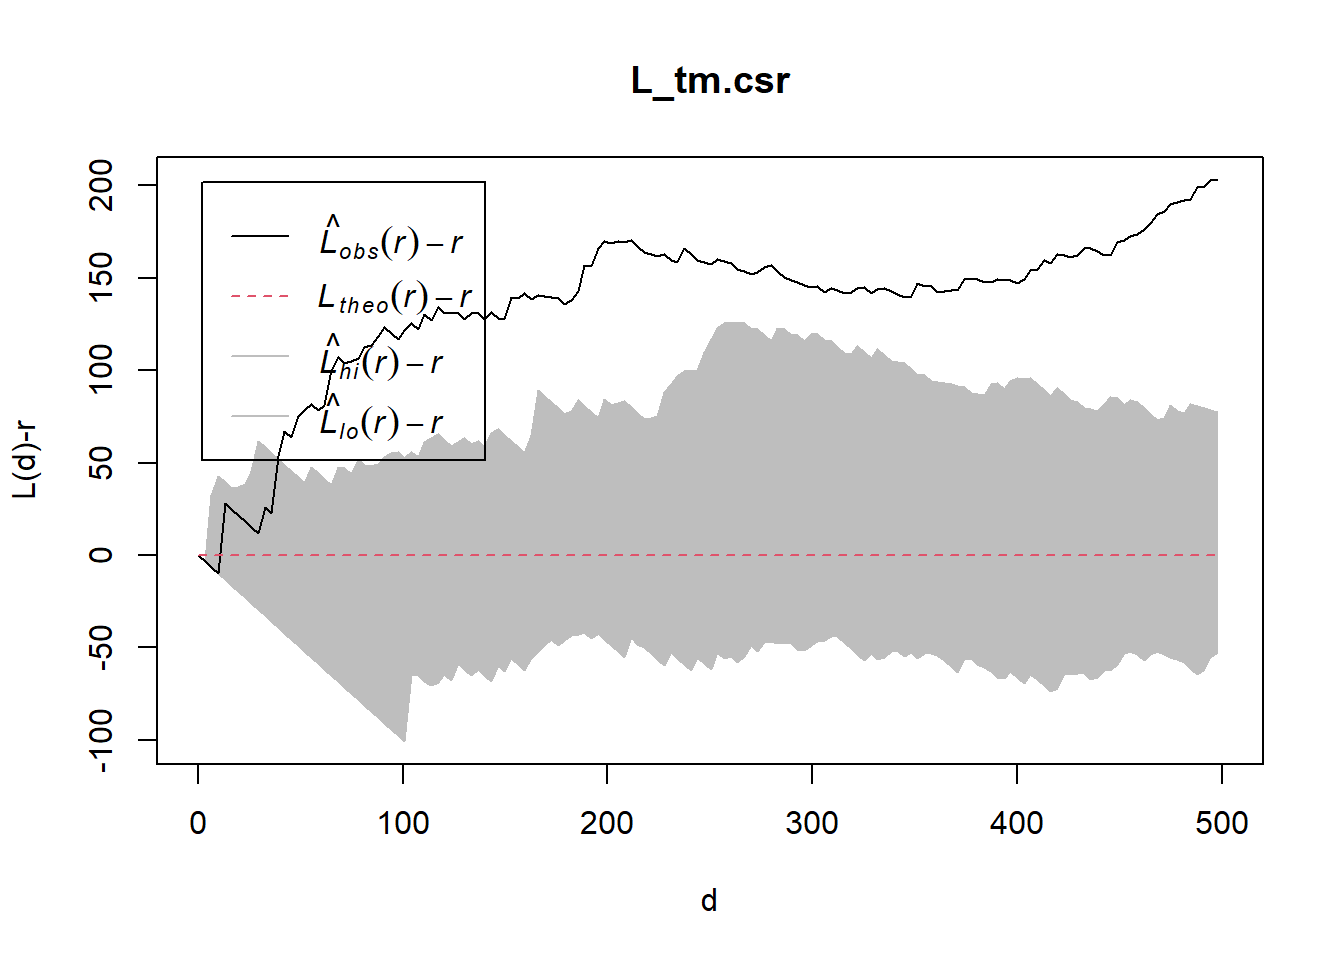 L_tm.csr
L̂obs(r) − r
Ltheo(r) − r
L̂hi(r) − r
L̂lo(r) − r
L(d)-r
200
150
100
50
0
-50
-100
0 100 200 300 400 500
d